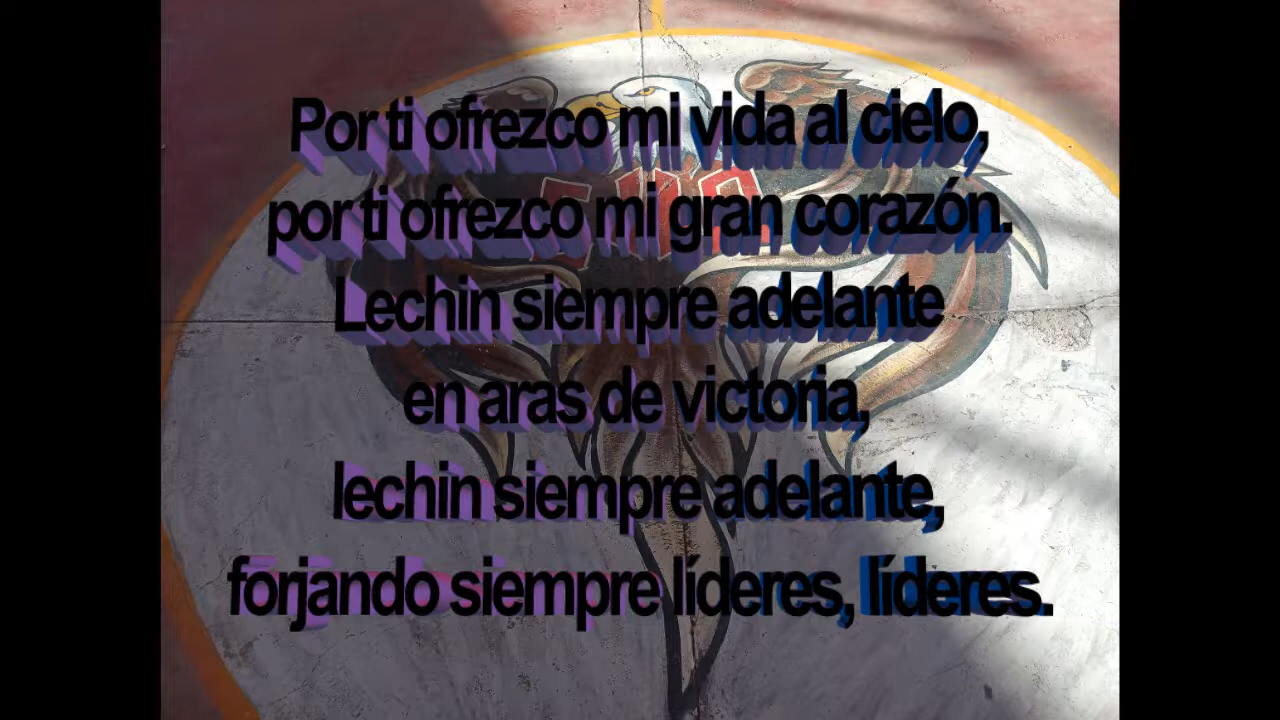 Por ti ofrezco mi vida al cielo,
por ti ofrezco mi gran corazón.
Lechin siempre adelante
en aras de victoria,
lechin siempre adelante,
forjando siempre líderes, líderes.